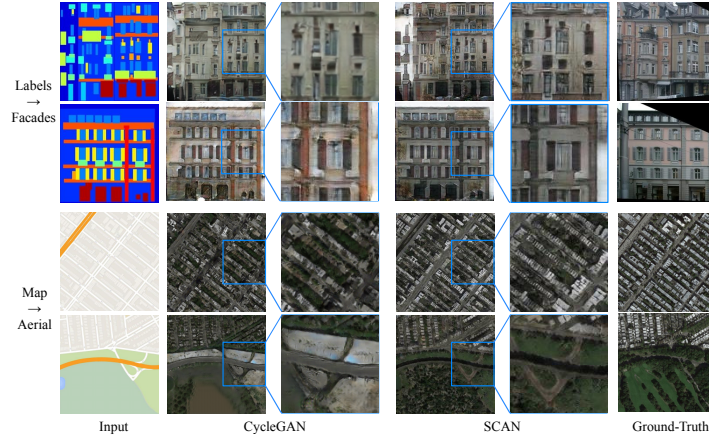 Labels
→
Facades
Map
→
Aerial
Input CycleGAN SCAN Ground-Truth